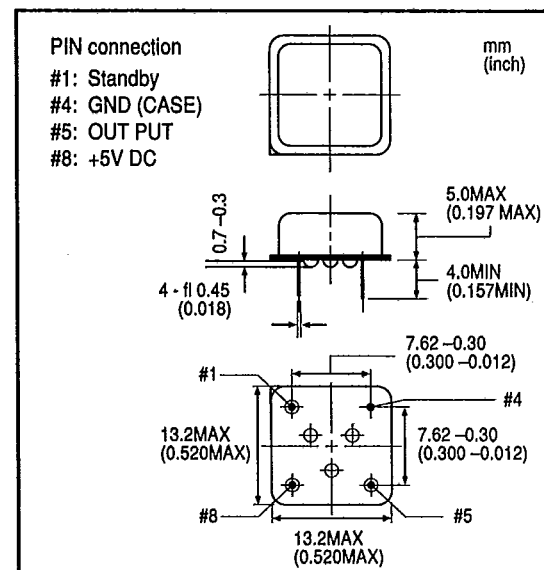 PIN connection
#1: Standby
#4: GND (CASE)
#5: OUT PUT
#8: +5V DC
mm
(inch)
0.7 –0.3
5.0MAX
(0.197 MAX)
4 - fl 0.45
(0.018)
4.0MIN
(0.157MIN)
7.62 –0.30
(0.300 –0.012)
#1
#4
13.2MAX
(0.520MAX)
7.62 –0.30
(0.300 –0.012)
#8
#5
13.2MAX
(0.520MAX)